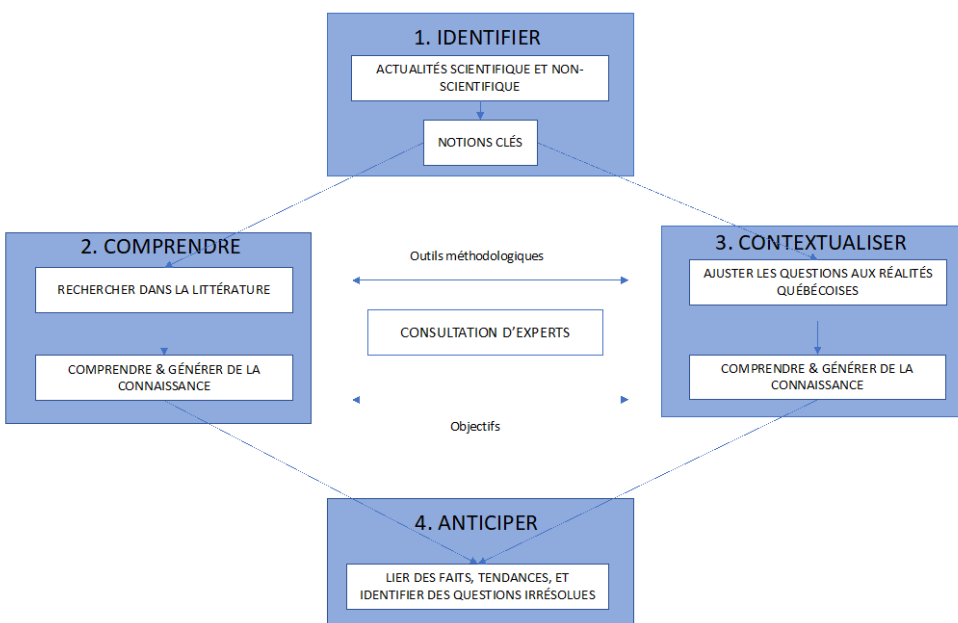 1. IDENTIFIER
ACTUALITÉS SCIENTIFIQUE ET NON-
SCIENTIFIQUE
NOTIONS CLÉS
2. COMPRENDRE
RECHERCHER DANS LA LITTÉRATURE
COMPRENDRE & GÉNÉRER DE LA
CONNAISSANCE
Outils méthodologiques
CONSULTATION D'EXPERTS
Objectifs
3. CONTEXTUALISER
AJUSTER LES QUESTIONS AUX RÉALITÉS
QUÉBÉCOISES
COMPRENDRE & GÉNÉRER DE LA
CONNAISSANCE
4. ANTICIPER
LIER DES FAITS, TENDANCES, ET
IDENTIFIER DES QUESTIONS IRRÉSOLUES